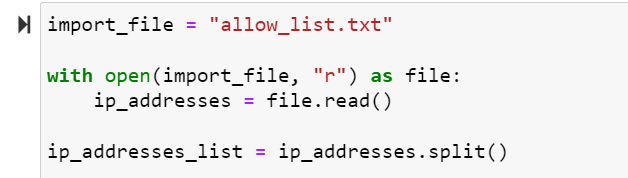 import_file = "allow_list.txt"
with open(import_file, "r") as file:
    ip_addresses = file.read()
ip_addresses_list = ip_addresses.split()